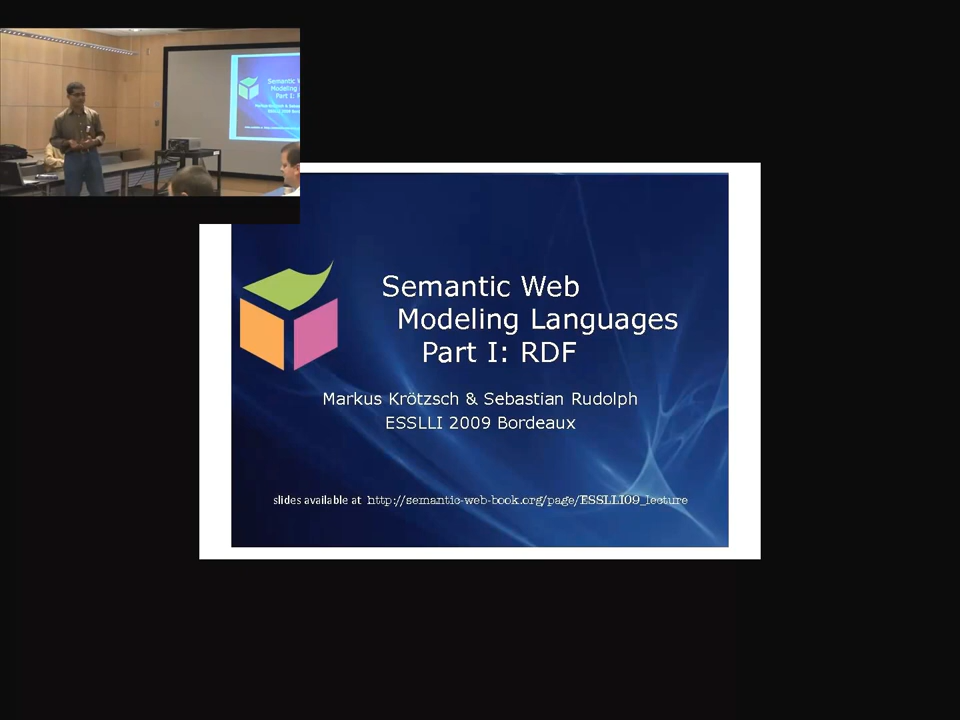 Semantic Web
Modeling Languages
Part I: RDF
Markus Krötzsch & Sebastian Rudolph
ESSLLI 2009 Bordeaux
slides available at http://semantic-web-book.org/page/ESSLLI09_lecture